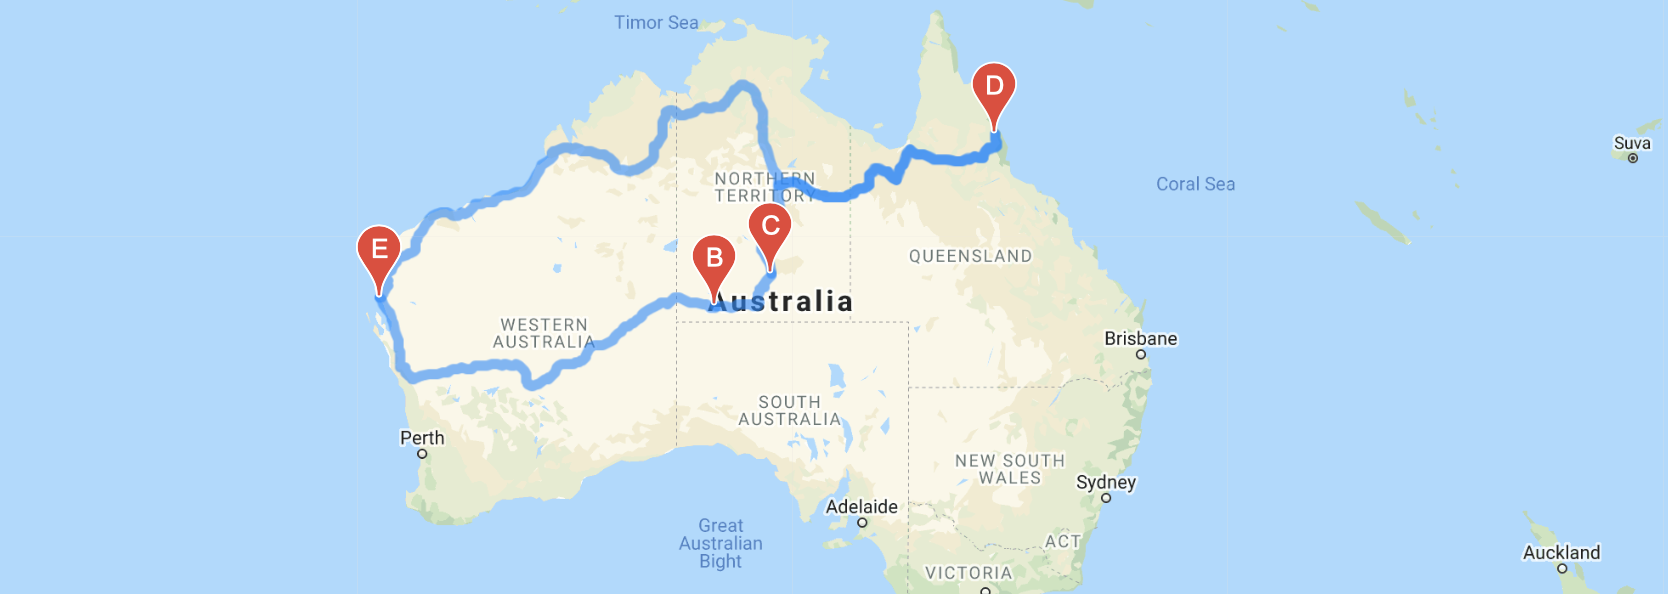 Timor Sea
D
Suva
NORTHERN
TERRITORY
Coral Sea
C
E
B
QUEENSLAND
Australia
WESTERN
AUSTRALIA
Brisbane
SOUTH
AUSTRALIA
Perth
NEW SOUTH
WALES
Sydney
Adelaide
Great
Australian
Bight
ACT
Auckland
VICTORIA